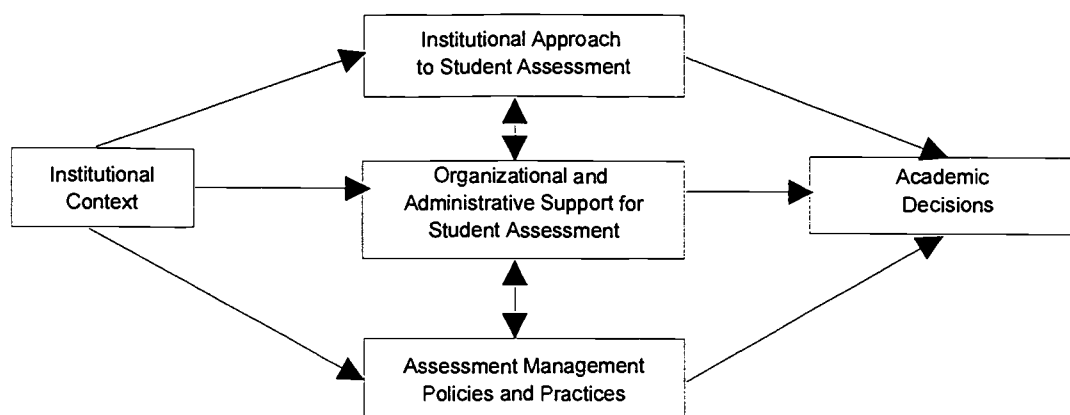 Institutional Approach
to Student Assessment
Institutional
Context
Organizational and
Administrative Support for
Student Assessment
Academic
Decisions
Assessment Management
Policies and Practices